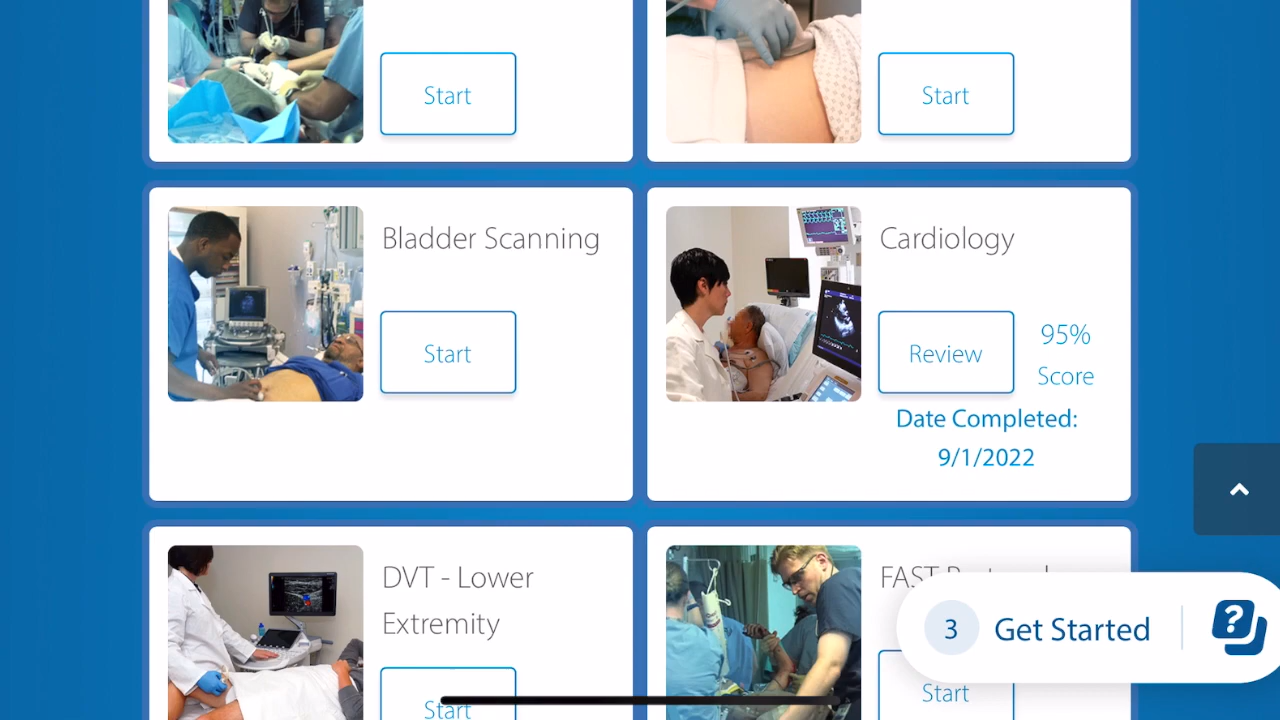 Start
Start
Bladder Scanning
Start
Cardiology
Review
95%
Score
Date Completed:
9/1/2022
DVT - Lower
Extremity
Start
FAST
Start
3
Get Started
?